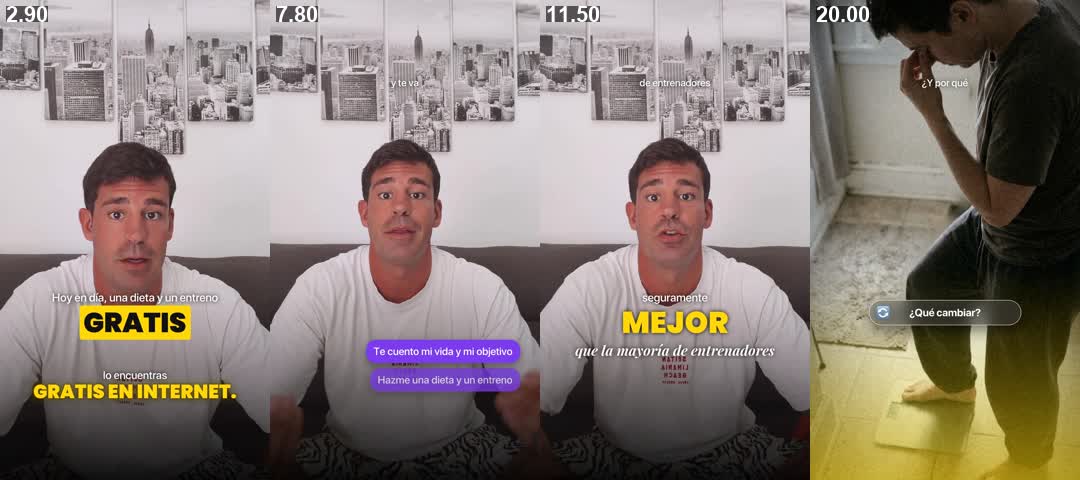 2.90
Hoy en día, una dieta y un entreno
GRATIS
lo encuentras
GRATIS EN INTERNET.
7.80
y te va
Te cuento mi vida y mi objetivo
Hazme una dieta y un entreno
11.50
de entrenadores
seguramente
MEJOR
que la mayoría de entrenadores
20.00
¿Y por qué
¿Qué cambiar?